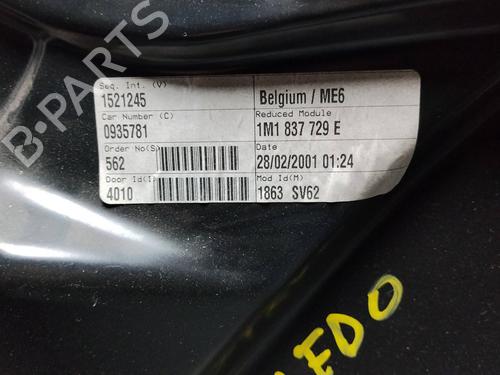 Seq. Int. (V)
1521245
Belgium / ME6
Car Number (C)
Reduced Module
0935781
1M1 837 729 E
Order No(S)
Date
562
28/02/2001 01:24
Door Id(I)
Mod Id(M)
4010
1863 SV62
LEDO